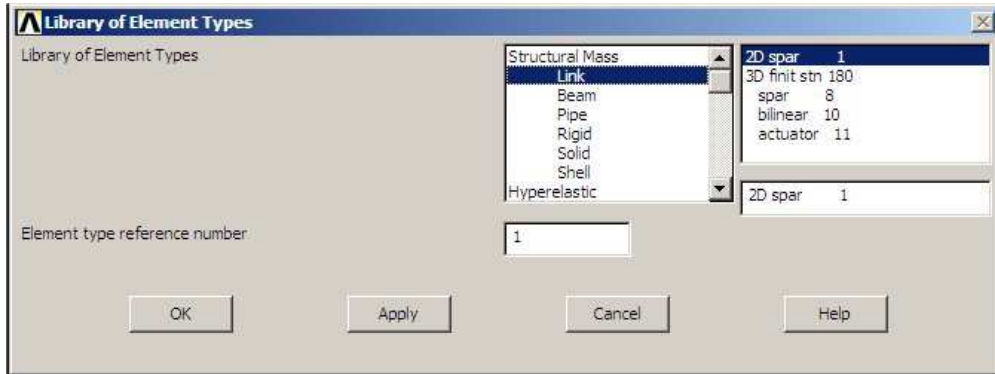 Library of Element Types
Library of Element Types
Structural Mass
Link
Beam
Pipe
Rigid
Solid
Shell
Hyperelastic
2D spar 1
3D finit stn 180
spar 8
bilinear 10
actuator 11
2D spar 1
Element type reference number
1
OK
Apply
Cancel
Help